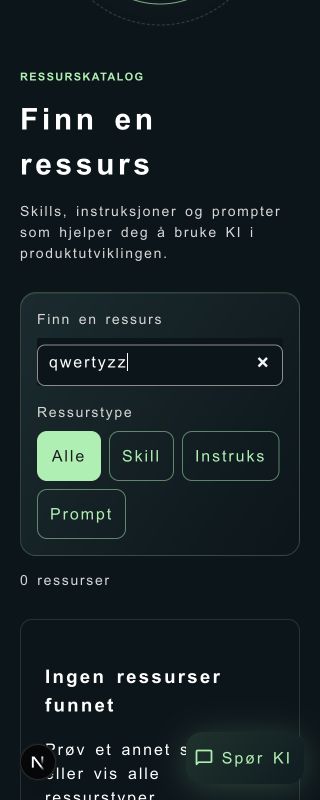 RESSURSKATALOG
Finn en
ressurs
Skills, instruksjoner og prompter
som hjelper deg å bruke KI i
produktutviklingen.
Finn en ressurs
qwertyzz ×
Ressurstype
Alle Skill Instruks
Prompt
0 ressurser
Ingen ressurser
funnet
Prøv et annet
eller vis alle
ressurstyper
N
Spør KI